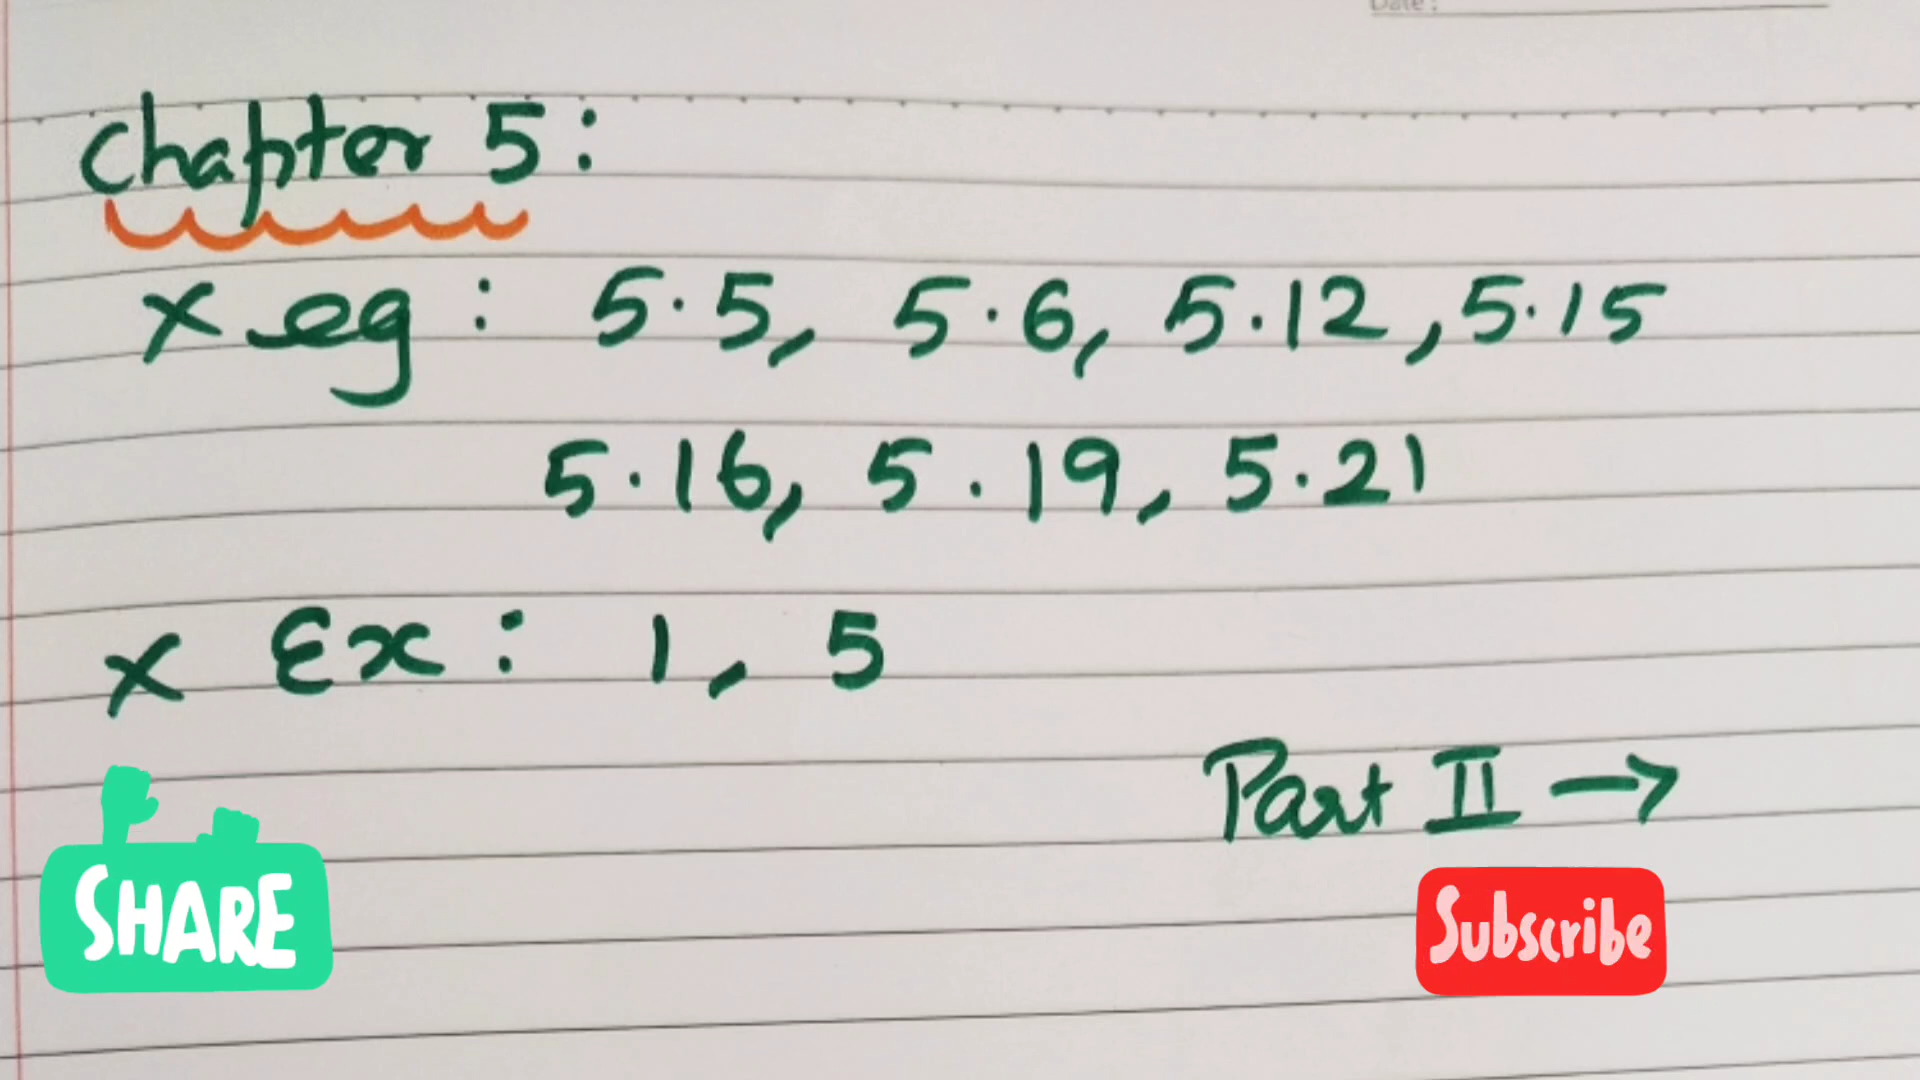 Date:
Chapter 5:
x eg: 5.5, 5.6, 5.12, 5.15
5.16, 5.19, 5.21
x Ex: 1, 5
Part II →
SHARE
Subscribe